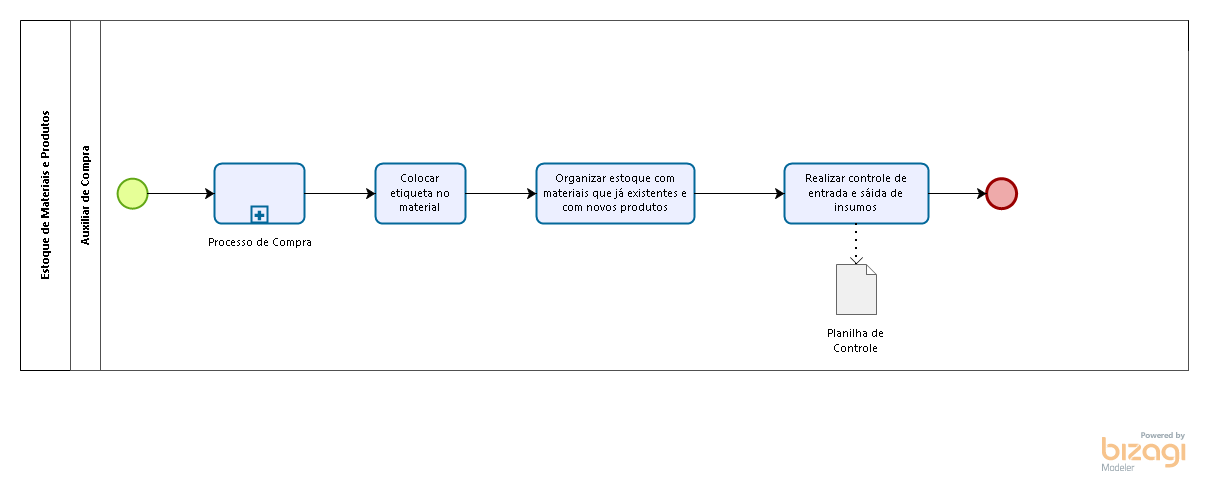 Estoque de Materiais e Produtos
Auxiliar de Compra
Processo de Compra
Colocar
etiqueta no
material
Organizar estoque com
materiais que já existentes e
com novos produtos
Realizar controle de
entrada e sáida de
insumos
Planilha de
Controle
Powered by
bizagi
Modeler